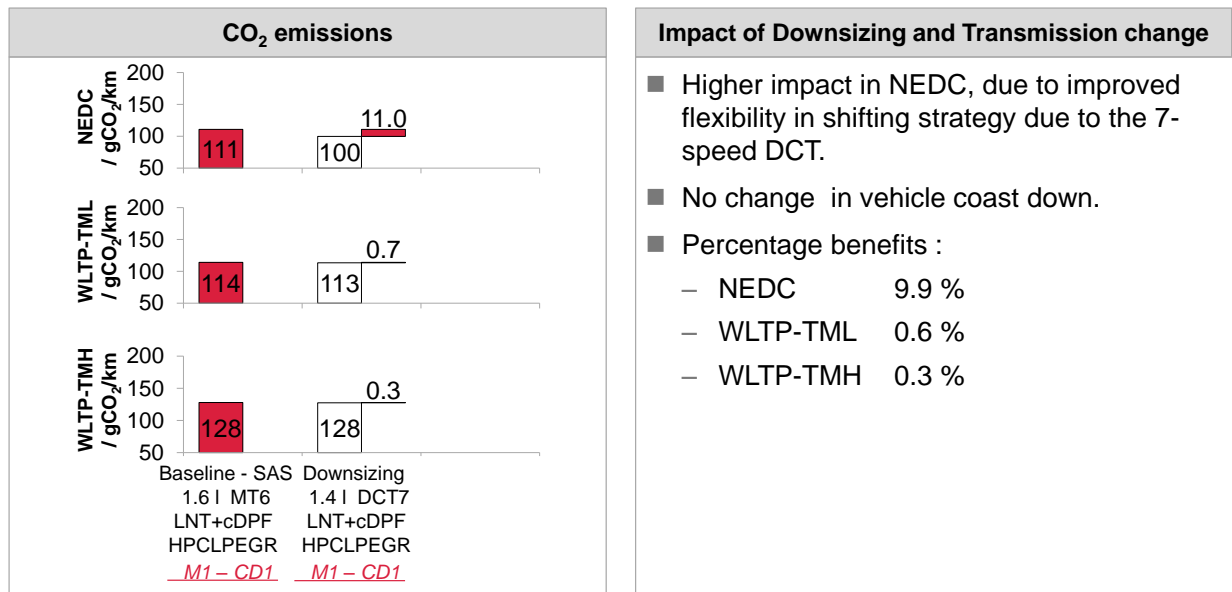 CO2 emissions
NEDC
/ gCO2/km
200
150
100
50
111
100
11.0
WLTP-TML
/ gCO2/km
200
150
100
50
114
113
0.7
WLTP-TMH
/ gCO2/km
200
150
100
50
128
128
0.3
Baseline - SAS
1.6 l MT6
LNT+cDPF
HPCLPEGR
M1 – CD1
Downsizing
1.4 l DCT7
LNT+cDPF
HPCLPEGR
M1 – CD1
Impact of Downsizing and Transmission change
■ Higher impact in NEDC, due to improved
flexibility in shifting strategy due to the 7-
speed DCT.
■ No change in vehicle coast down.
■ Percentage benefits :
– NEDC 9.9 %
– WLTP-TML 0.6 %
– WLTP-TMH 0.3 %